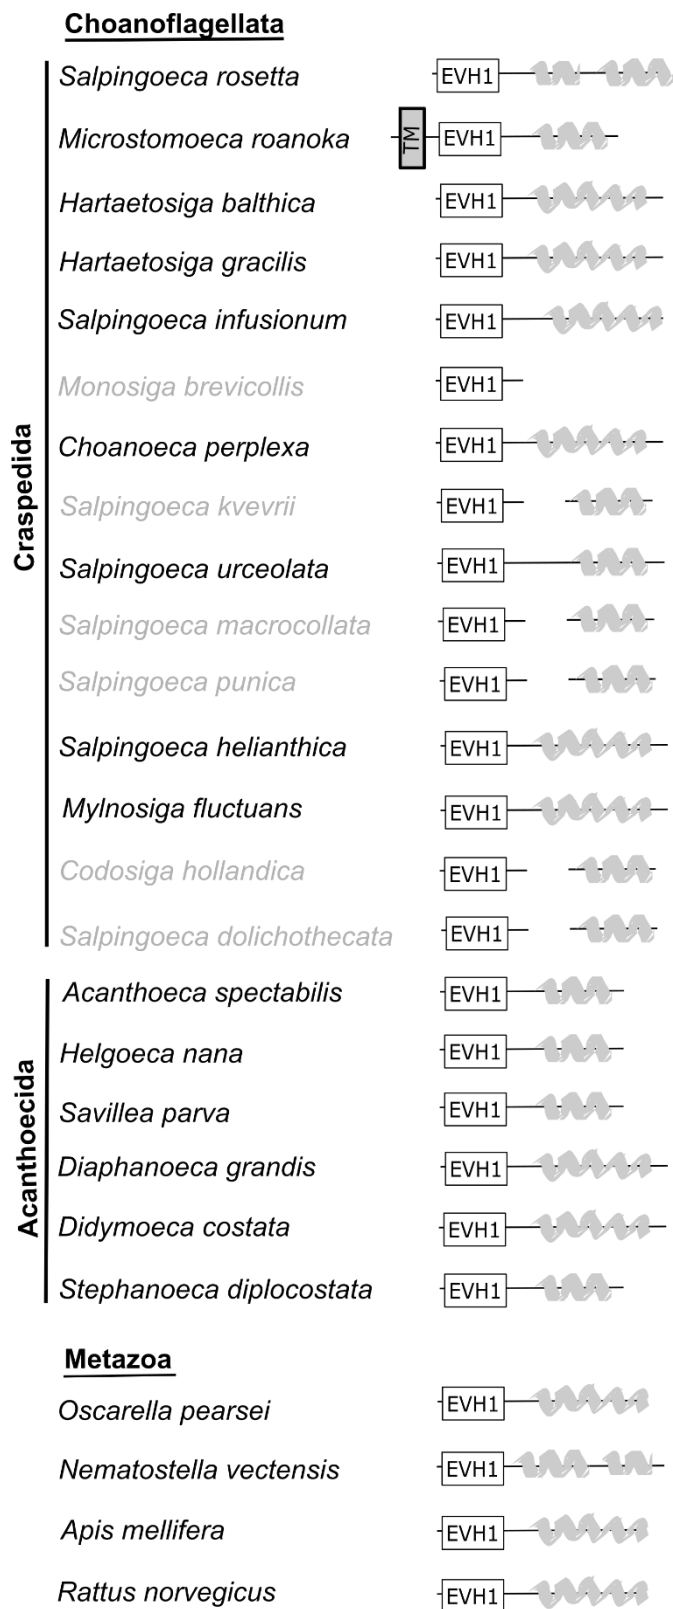 Choanoflagellata
Craspedida
Salpingoeca rosetta EVH1
Microstomoeca roanoka TM EVH1
Hartaetosiga balthica EVH1
Hartaetosiga gracilis EVH1
Salpingoeca infusionum EVH1
Monosiga brevicollis EVH1
Choanoeca perplexa EVH1
Salpingoeca kvevrii EVH1
Salpingoeca urceolata EVH1
Salpingoeca macrocollata EVH1
Salpingoeca punica EVH1
Salpingoeca helianthica EVH1
Mylnosiga fluctuans EVH1
Codosiga hollandica EVH1
Salpingoeca dolichothecata EVH1
Acanthoecida
Acanthoeca spectabilis EVH1
Helgoeca nana EVH1
Savillea parva EVH1
Diaphanoeca grandis EVH1
Didymoeca costata EVH1
Stephanoeca diplocostata EVH1
Metazoa
Oscarella pearsei EVH1
Nematostella vectensis EVH1
Apis mellifera EVH1
Rattus norvegicus EVH1